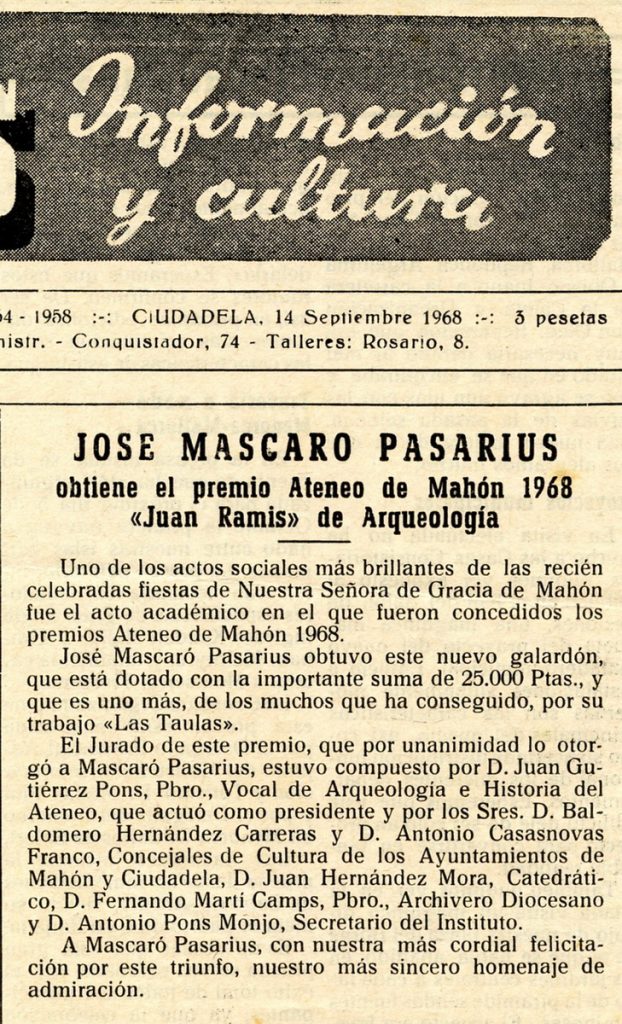 Información
y cultura
1958 :-: CIUDADELA, 14 Septiembre 1968 :-: 3 pesetas
Conquistador, 74 - Talleres: Rosario, 8.
JOSE MASCARO PASARIUS
obtiene el premio Ateneo de Mahón 1968
«Juan Ramis» de Arqueología
Uno de los actos sociales más brillantes de las recién
celebradas fiestas de Nuestra Señora de Gracia de Mahón
fue el acto académico en el que fueron concedidos los
premios Ateneo de Mahón 1968.
José Mascaró Pasarius obtuvo este nuevo galardón,
que está dotado con la importante suma de 25.000 Ptas., y
que es uno más, de los muchos que ha conseguido, por su
trabajo «Las Taulas».
El Jurado de este premio, que por unanimidad lo otor-
gó a Mascaró Pasarius, estuvo compuesto por D. Juan Gu-
tiérrez Pons, Pbro., Vocal de Arqueología e Historia del
Ateneo, que actuó como presidente y por los Sres. D. Bal-
domero Hernández Carreras y D. Antonio Casasnovas
Franco, Concejales de Cultura de los Ayuntamientos de
Mahón y Ciudadela, D. Juan Hernández Mora, Catedráti-
co, D. Fernando Martí Camps, Pbro., Archivero Diocesano
y D. Antonio Pons Monjo, Secretario del Instituto.
A Mascaró Pasarius, con nuestra más cordial felicita-
ción por este triunfo, nuestro más sincero homenaje de
admiración.